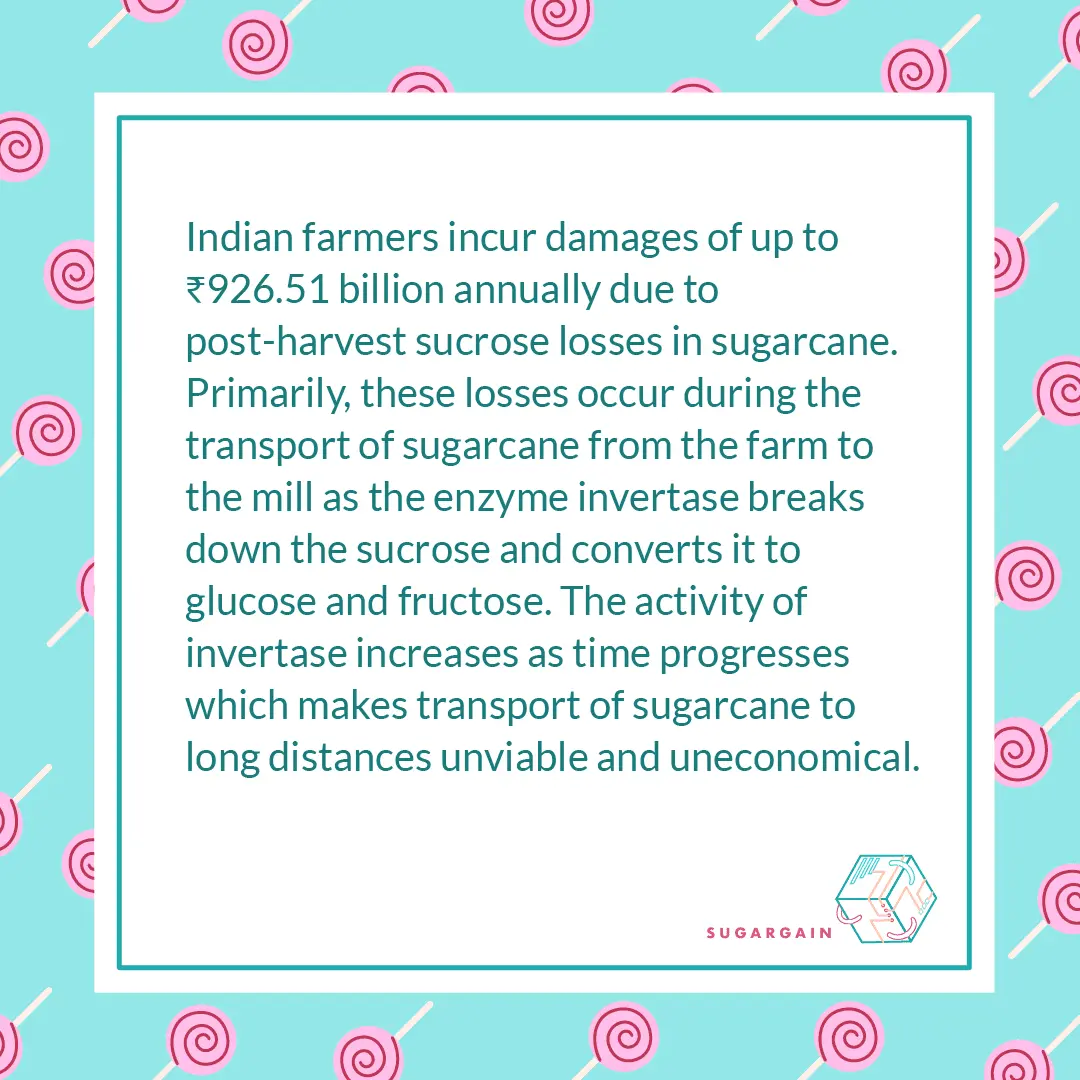 Indian farmers incur damages of up to
₹926.51 billion annually due to
post-harvest sucrose losses in sugarcane.
Primarily, these losses occur during the
transport of sugarcane from the farm to
the mill as the enzyme invertase breaks
down the sucrose and converts it to
glucose and fructose. The activity of
invertase increases as time progresses
which makes transport of sugarcane to
long distances unviable and uneconomical.
SUGARGAIN